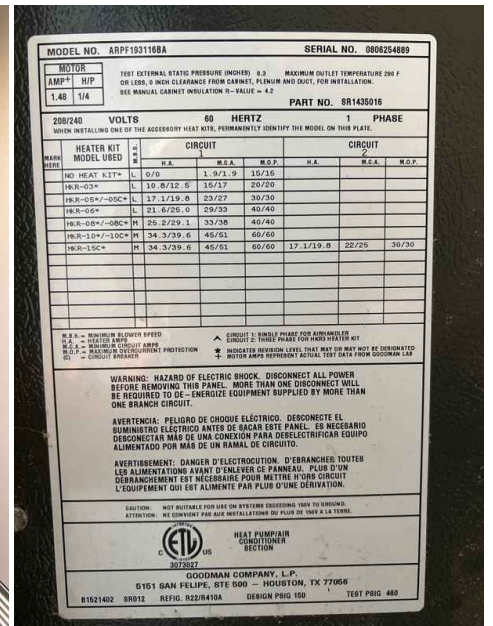 MODEL NO. ARPF193116BA SERIAL NO. 0806254889
MOTOR
AMP+ H/P
1.48 1/4
TEST EXTERNAL STATIC PRESSURE (INCHES) 0.3 MAXIMUM OUTLET TEMPERATURE 200 F
OR LESS, 0 INCH CLEARANCE FROM CABINET, PLENUM AND DUCT, FOR INSTALLATION.
SEE MANUAL CABINET INSULATION R-VALUE = 4.2
PART NO. SR1435016
208/240 VOLTS 60 HERTZ 1 PHASE
WHEN INSTALLING ONE OF THE ACCESSORY HEAT KITS, PERMANENTLY IDENTIFY THE MODEL ON THIS PLATE.
MARK HERE HEATER KIT MODEL USED M.B.S. CIRCUIT 1 CIRCUIT 2
H.A. M.C.A. M.O.P. H.A. M.C.A. M.O.P.
NO HEAT KIT* L 0/0 1.9/1.9 15/15
HKR-03* L 10.8/12.5 16/17 20/20
HKR-05*/-05C* L 17.1/19.8 23/27 30/30
HKR-06* L 21.6/25.0 29/33 40/40
HKR-08*/-08C* M 25.2/29.1 33/38 40/40
HKR-10*/-10C* M 34.3/39.6 45/51 60/60
HKR-15C* M 34.3/39.6 45/51 60/60 17.1/19.8 22/25 30/30
M.B.S.= MINIMUM BLOWER SPEED
H.A. = HEATER AMPS
M.C.A = MINIMUM CIRCUIT AMPS
M.O.P. = MAXIMUM OVERCURRENT PROTECTION
(C) = CIRCUIT BREAKER
^ CIRCUIT 1: SINGLE PHASE FOR AIRHANDLER
CIRCUIT 2: THREE PHASE FOR HKR3 HEATER KIT
* INDICATES REVISION LEVEL THAT MAY OR MAY NOT BE DESIGNATED
+ MOTOR AMPS REPRESENT ACTUAL TEST DATA FROM GOODMAN LAB
WARNING: HAZARD OF ELECTRIC SHOCK. DISCONNECT ALL POWER
BEFORE REMOVING THIS PANEL. MORE THAN ONE DISCONNECT WILL
BE REQUIRED TO DE-ENERGIZE EQUIPMENT SUPPLIED BY MORE THAN
ONE BRANCH CIRCUIT.
AVERTENCIA: PELIGRO DE CHOQUE ELÉCTRICO. DESCONECTE EL
SUMINISTRO ELÉCTRICO ANTES DE SACAR ESTE PANEL. ES NECESARIO
DESCONECTAR MÁS DE UNA CONEXIÓN PARA DESELECTRIFICAR EQUIPO
ALIMENTADO POR MÁS DE UN RAMAL DE CIRCUITO.
AVERTISSEMENT: DANGER D'ELECTROCUTION. D'EBRANCHER TOUTES
LES ALIMENTATIONS AVANT D'ENLEVER CE PANNEAU. PLUS D'UN
DÉBRANCHEMENT EST NÉCESSAIRE POUR METTRE H'ORS CIRCUIT
L'EQUIPEMENT QUI EST ALIMENTE PAR PLUS D'UNE DÉRIVATION.
CAUTION: NOT SUITABLE FOR USE ON SYSTEMS EXCEEDING 150V TO GROUND.
ATTENTION: NE CONVIENT PAR AUX INSTALLATIONS DU PLUS DE 150V A LA TERRE.
INTERTEK
ETL
C US
3073027
HEAT PUMP/AIR
CONDITIONER
SECTION
GOODMAN COMPANY, L.P.
5151 SAN FELIPE, STE 500 - HOUSTON, TX 77056
B1521402 SR012 REFIG. R22/R410A DESIGN PSIG 150 TEST PSIG 450